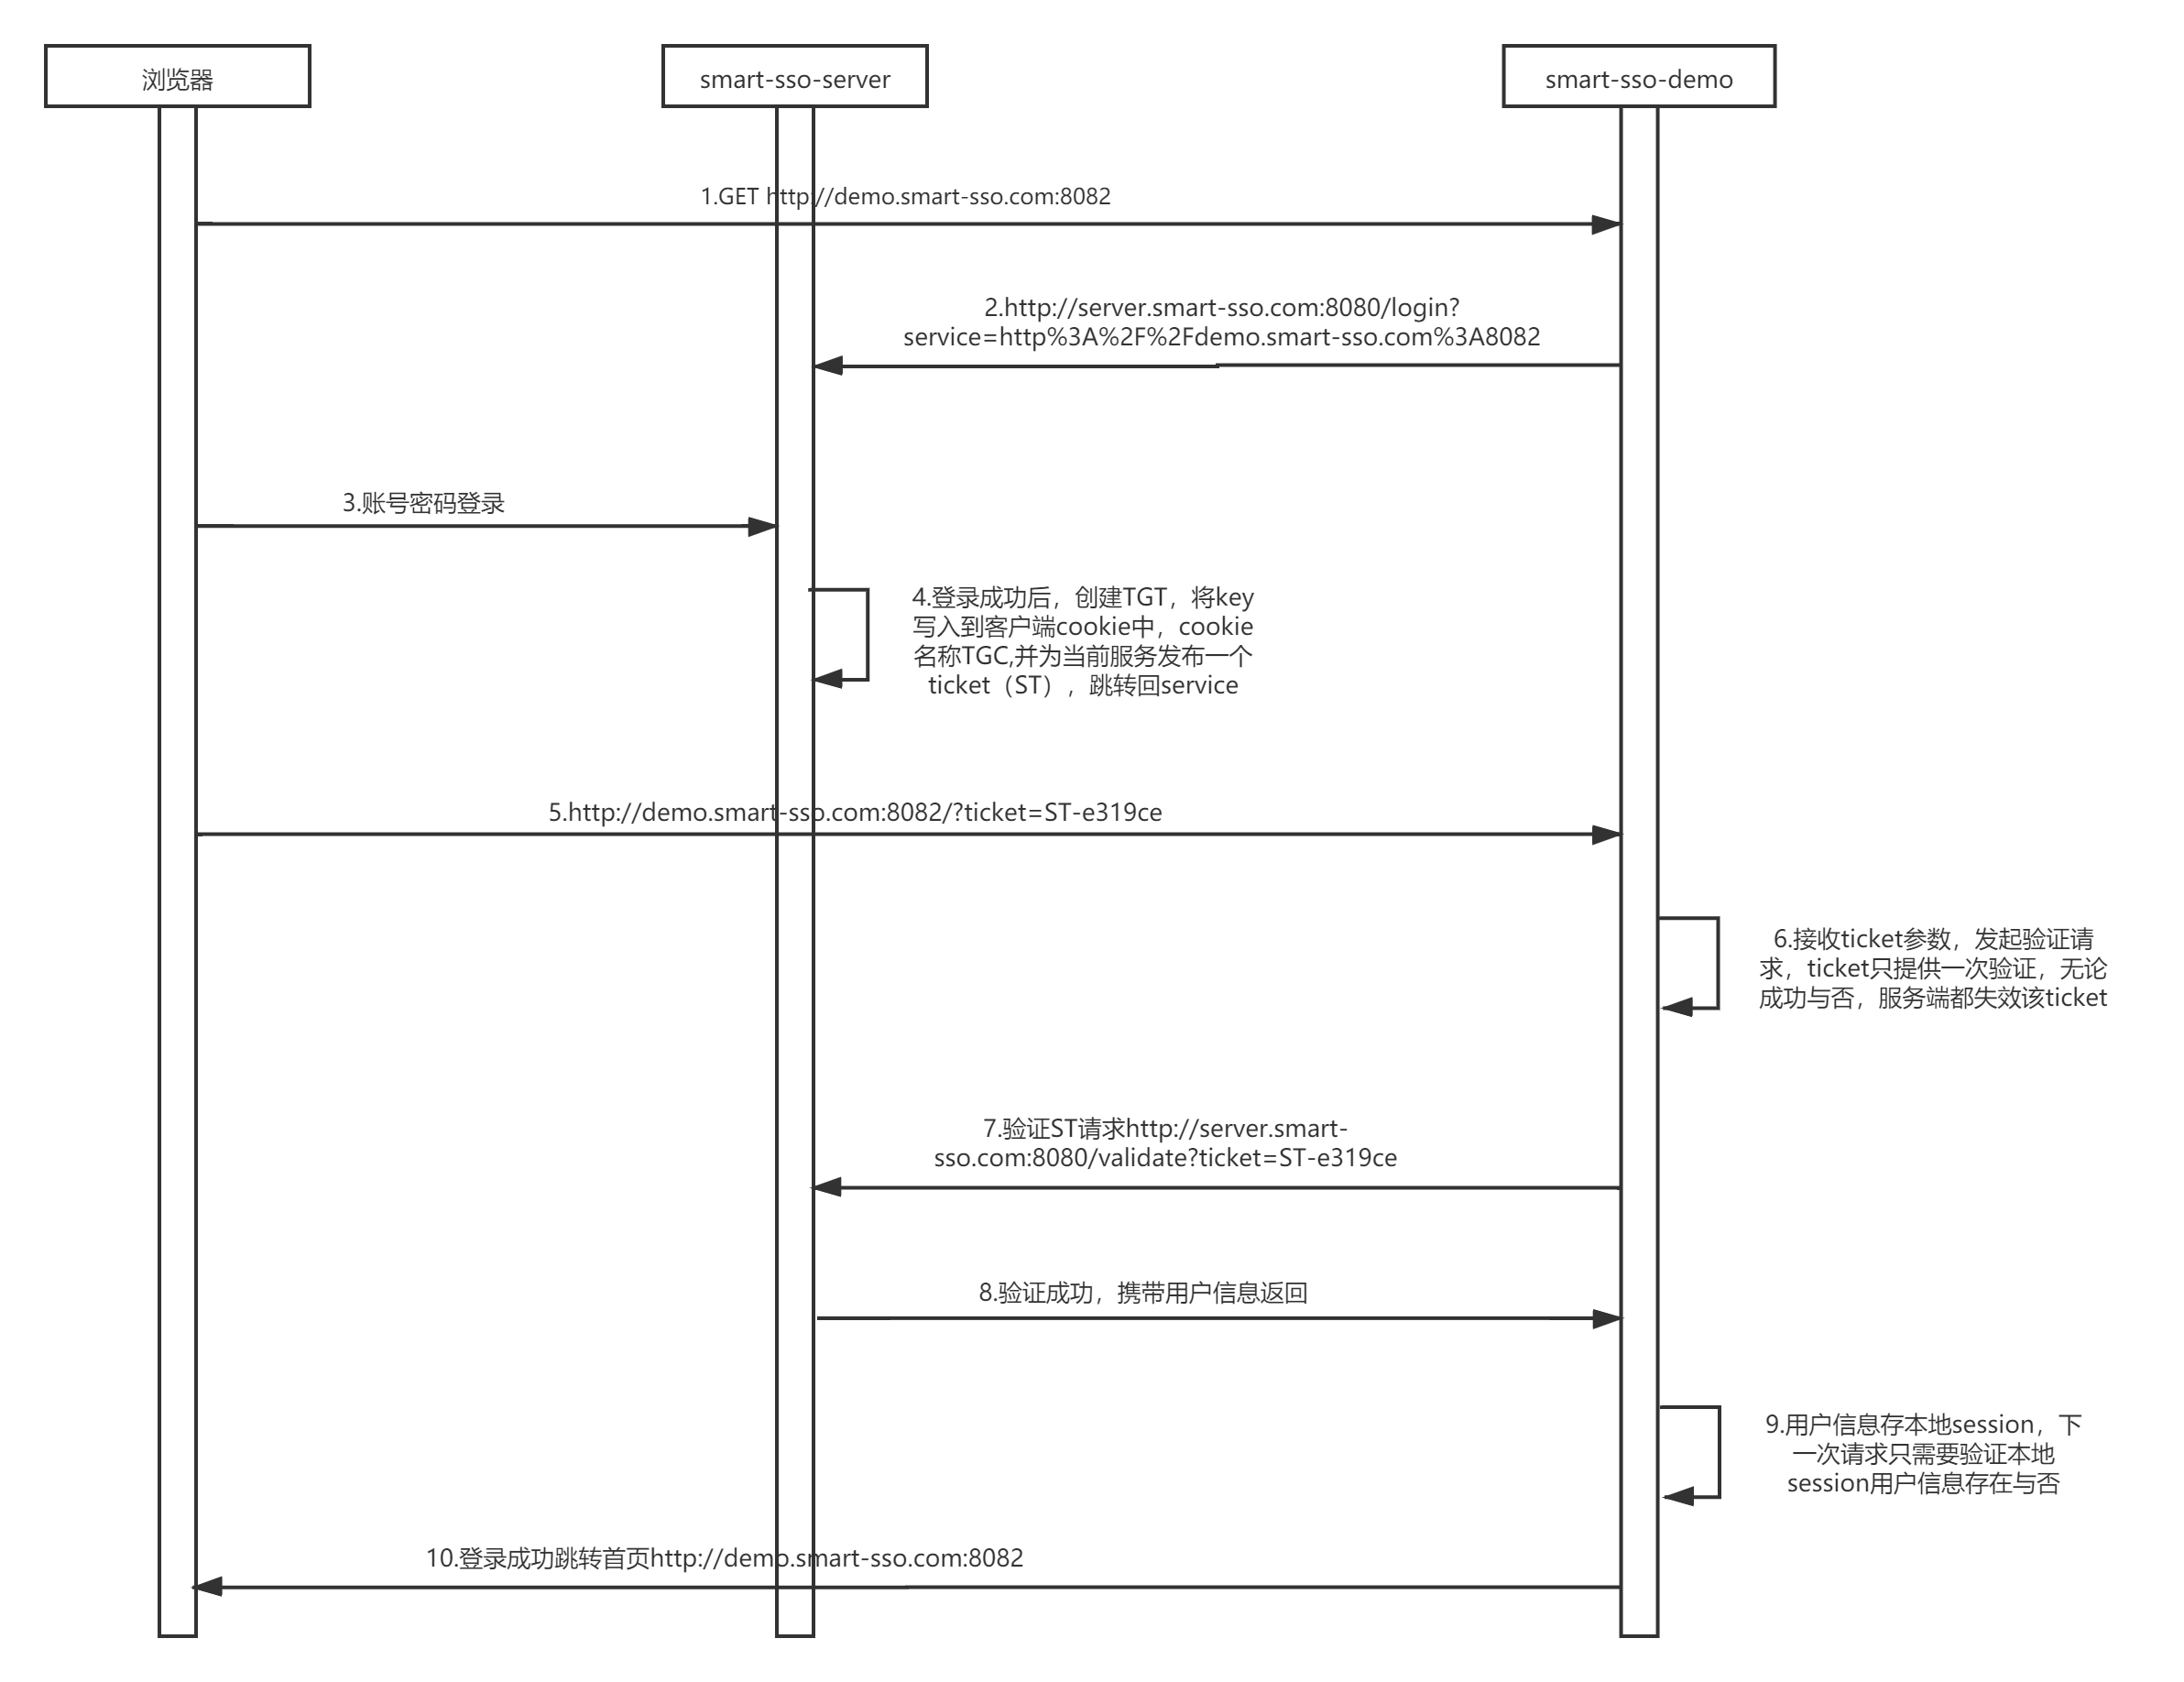 浏览器
smart-sso-server
smart-sso-demo
1.GET http://demo.smart-sso.com:8082
2.http://server.smart-sso.com:8080/login?
service=http%3A%2F%2Fdemo.smart-sso.com%3A8082
3.账号密码登录
4.登录成功后，创建TGT，将key
写入到客户端cookie中，cookie
名称TGC,并为当前服务发布一个
ticket（ST），跳转回service
5.http://demo.smart-sso.com:8082/?ticket=ST-e319ce
6.接收ticket参数，发起验证请
求，ticket只提供一次验证，无论
成功与否，服务端都失效该ticket
7.验证ST请求http://server.smart-
sso.com:8080/validate?ticket=ST-e319ce
8.验证成功，携带用户信息返回
9.用户信息存本地session，下
一次请求只需要验证本地
session用户信息存在与否
10.登录成功跳转首页http://demo.smart-sso.com:8082